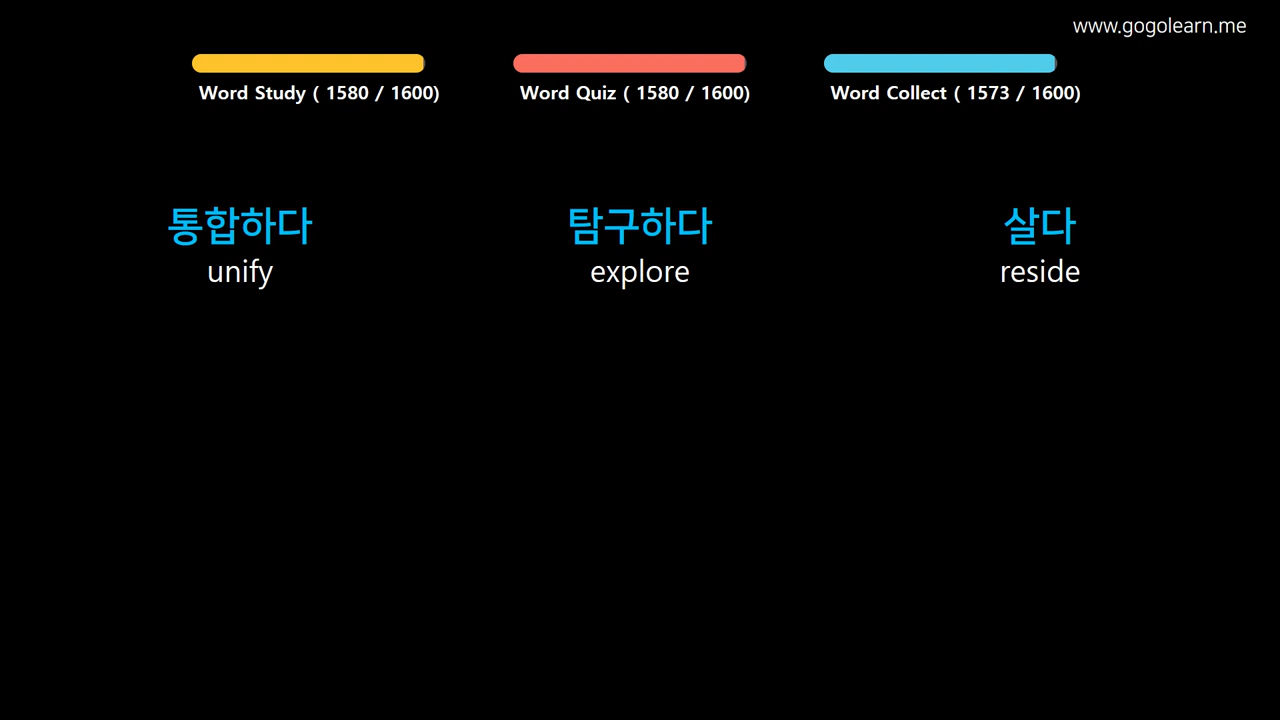 www.gogolearn.me
Word Study ( 1580 / 1600)
Word Quiz ( 1580 / 1600)
Word Collect ( 1573 / 1600)
통합하다
unify
탐구하다
explore
살다
reside